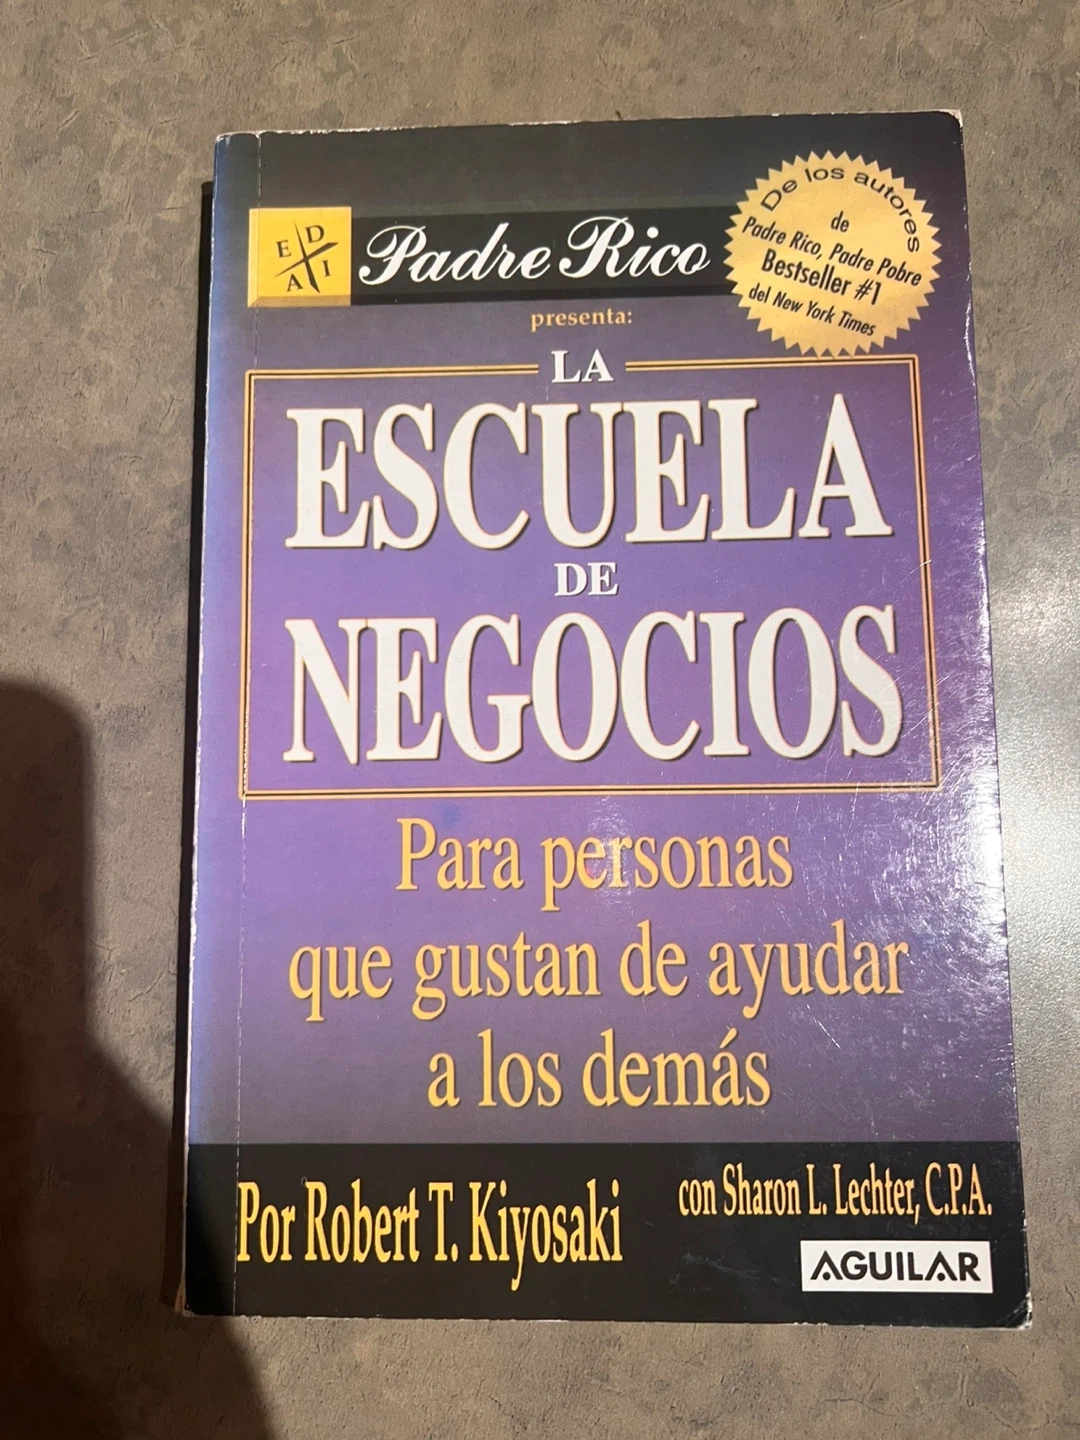 E D
A I
Padre Rico
De los autores
de
Padre Rico, Padre Pobre
Bestseller #1
del New York Times
presenta:
LA
ESCUELA
DE
NEGOCIOS
Para personas
que gustan de ayudar
a los demás
Por Robert T. Kiyosaki
con Sharon L. Lechter, C.P.A.
AGUILAR